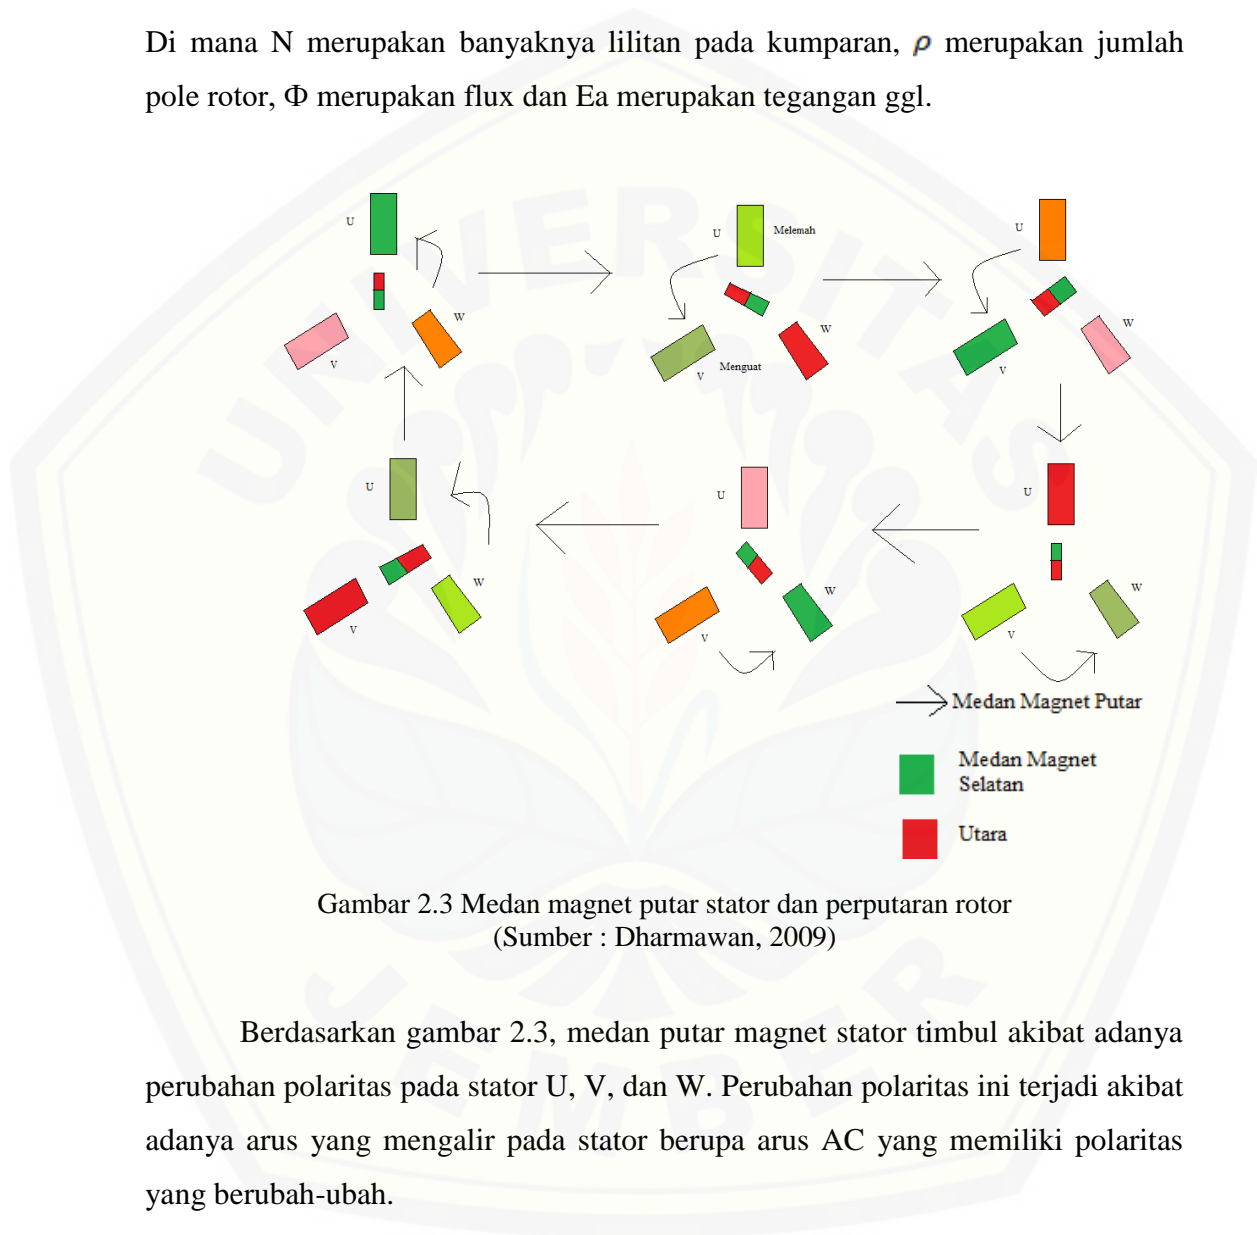 Di mana N merupakan banyaknya lilitan pada kumparan, ρ merupakan jumlah
pole rotor, Φ merupakan flux dan Ea merupakan tegangan ggl.
U
W
V
U
Melemah
W
V
Menguat
U
W
V
U
W
V
U
W
V
U
W
V
Medan Magnet Putar
Medan Magnet
Selatan
Utara
Gambar 2.3 Medan magnet putar stator dan perputaran rotor
(Sumber : Dharmawan, 2009)
Berdasarkan gambar 2.3, medan putar magnet stator timbul akibat adanya
perubahan polaritas pada stator U, V, dan W. Perubahan polaritas ini terjadi akibat
adanya arus yang mengalir pada stator berupa arus AC yang memiliki polaritas
yang berubah-ubah.
UNIVERSITAS
JEMBER